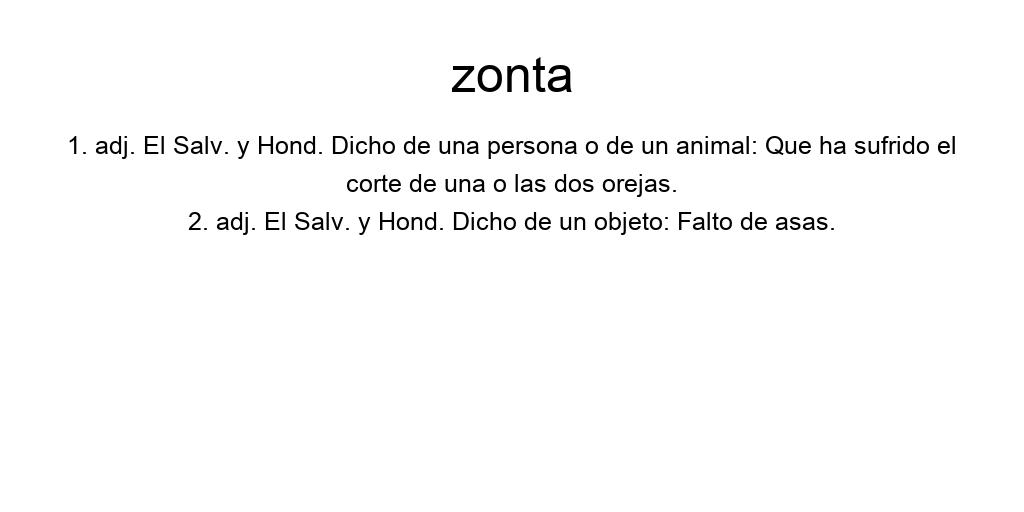 zonta
1. adj. El Salv. y Hond. Dicho de una persona o de un animal: Que ha sufrido el
corte de una o las dos orejas.
2. adj. El Salv. y Hond. Dicho de un objeto: Falto de asas.